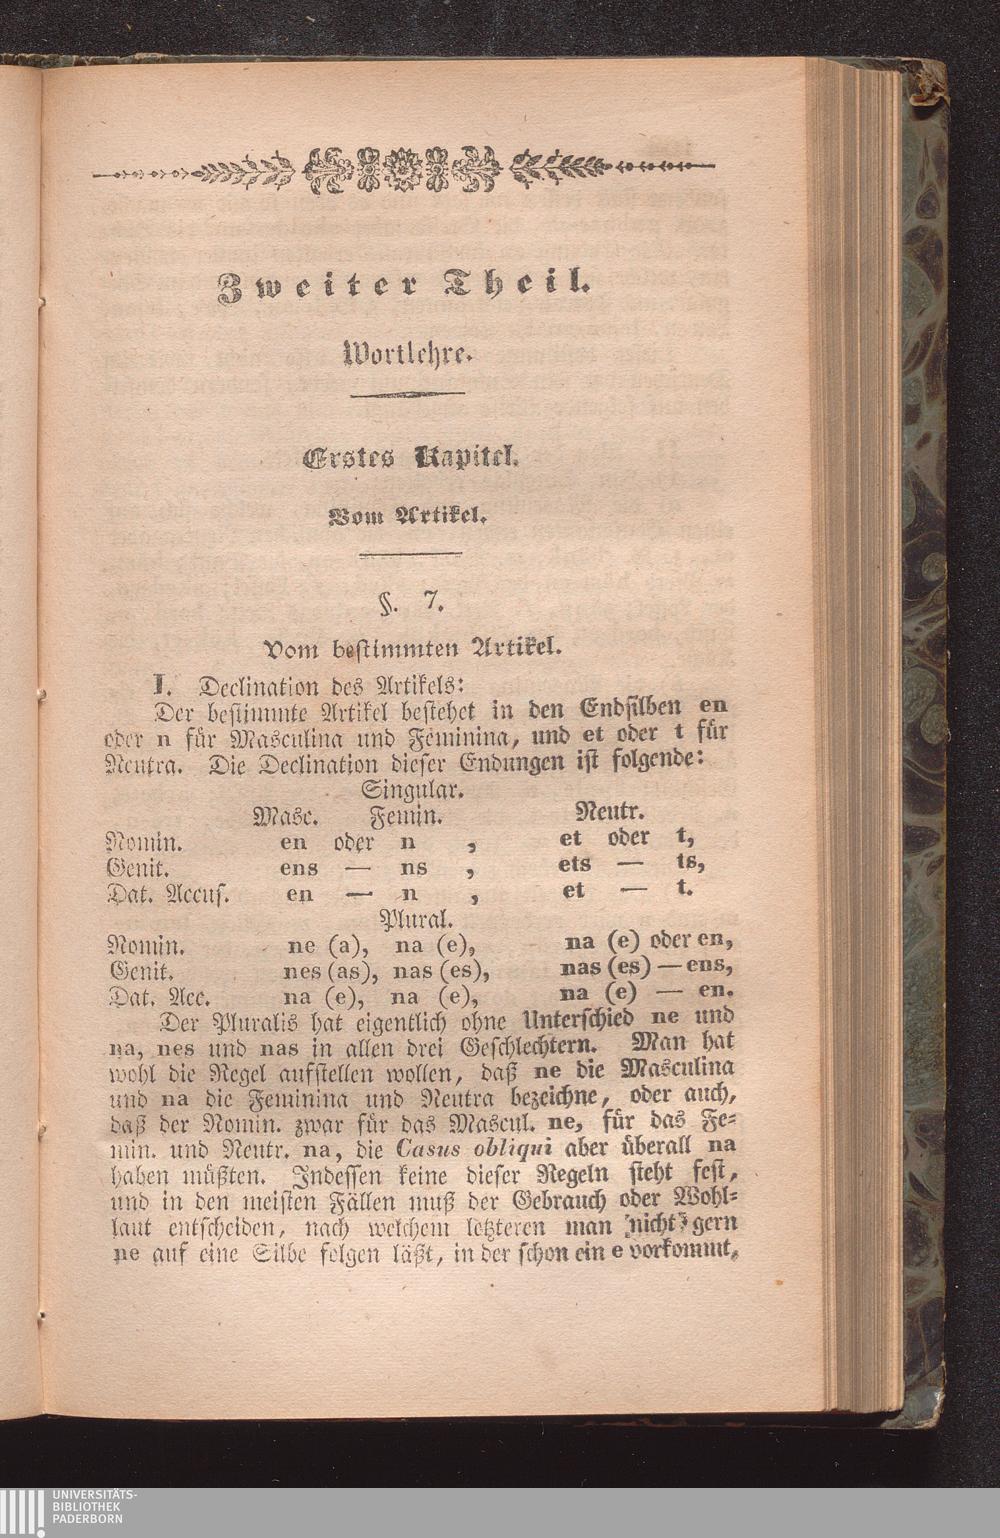 Zweiter Theil.
Wortlehre.
Erstes Kapitel.
Vom Artikel.
§. 7.
Vom bestimmten Artikel.
I. Declination des Artikels:
Der bestimmte Artikel bestehet in den Endsilben en
oder n für Masculina und Feminina, und et oder t für
Neutra. Die Declination dieser Endungen ist folgende:
Singular.
Masc. Femin. Neutr.
Nomin. en oder n , et oder t,
Genit. ens — ns , ets — ts,
Dat. Accus. en — n , et — t.
Plural.
Nomin. ne (a), na (e), na (e) oder en,
Genit. nes (as), nas (es), nas (es) — ens,
Dat. Acc. na (e), na (e), na (e) — en.
Der Pluralis hat eigentlich ohne Unterschied ne und
na, nes und nas in allen drei Geschlechtern. Man hat
wohl die Regel aufstellen wollen, daß ne die Masculina
und na die Feminina und Neutra bezeichne, oder auch,
daß der Nomin. zwar für das Mascul. ne, für das Fe=
min. und Neutr. na, die Casus obliqui aber überall na
haben müßten. Indessen keine dieser Regeln steht fest,
und in den meisten Fällen muß der Gebrauch oder Wohl=
laut entscheiden, nach welchem letzteren man nicht gern
ne auf eine Silbe folgen läßt, in der schon ein e vorkommt,
UNIVERSITÄTS-
BIBLIOTHEK
PADERBORN